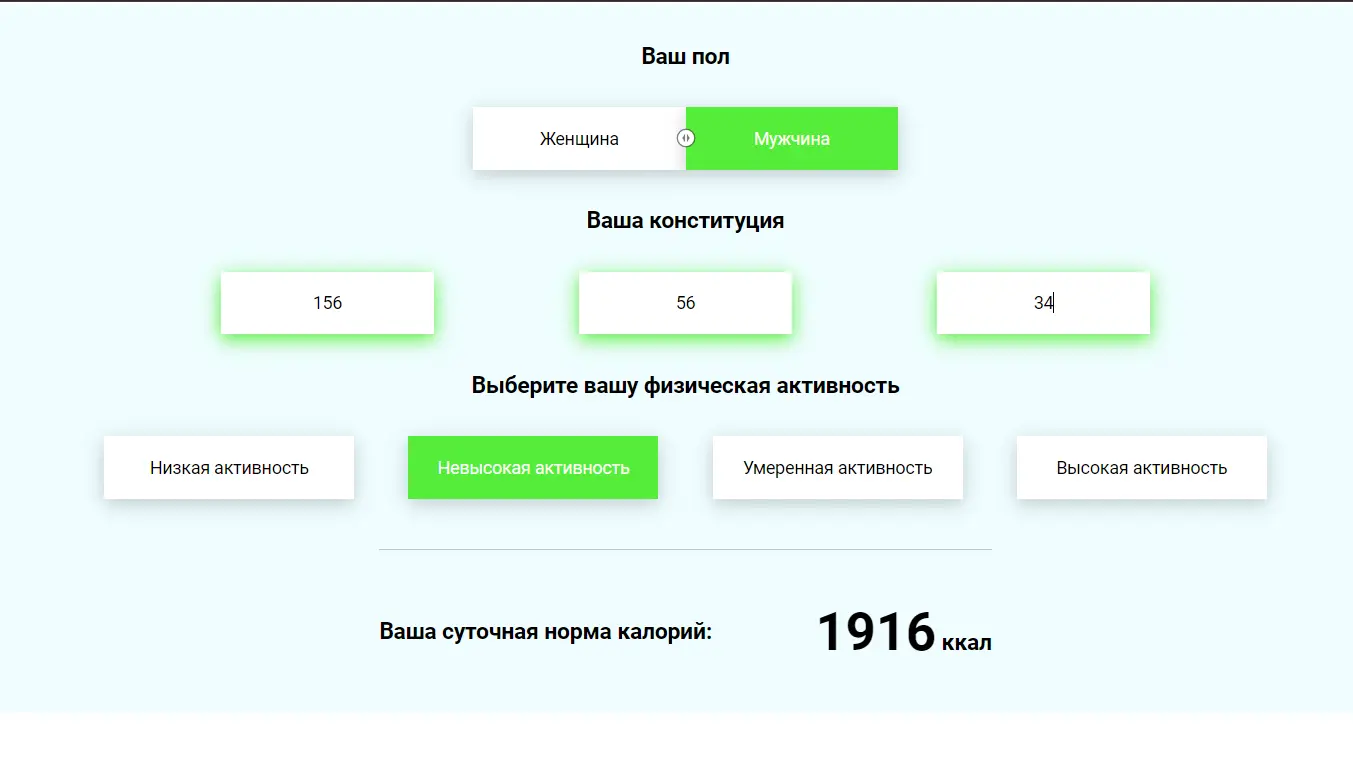 Ваш пол
Женщина Мужчина
Ваша конституция
156 56 34
Выберите вашу физическая активность
Низкая активность Невысокая активность Умеренная активность Высокая активность
Ваша суточная норма калорий: 1916 ккал